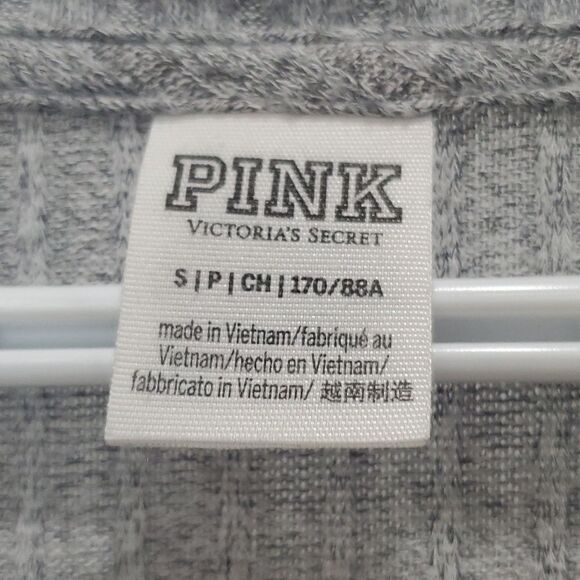 PINK
VICTORIA'S SECRET
S | P | CH | 170/88A
made in Vietnam/fabriqué au
Vietnam/hecho en Vietnam/
fabbricato in Vietnam/ 越南制造